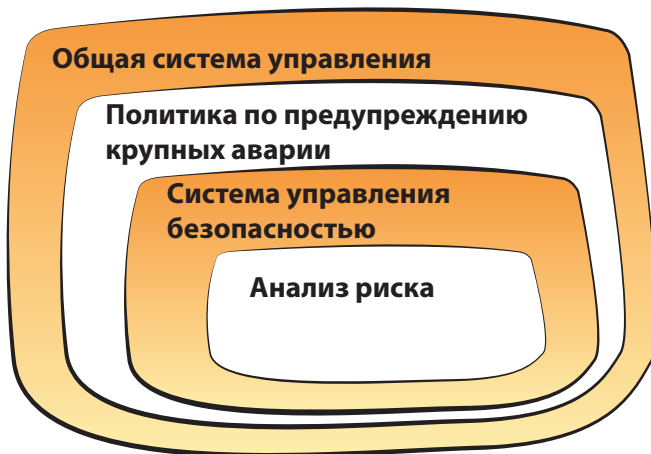 Общая система управления
Политика по предупреждению
крупных аварии
Система управления
безопасностью
Анализ риска